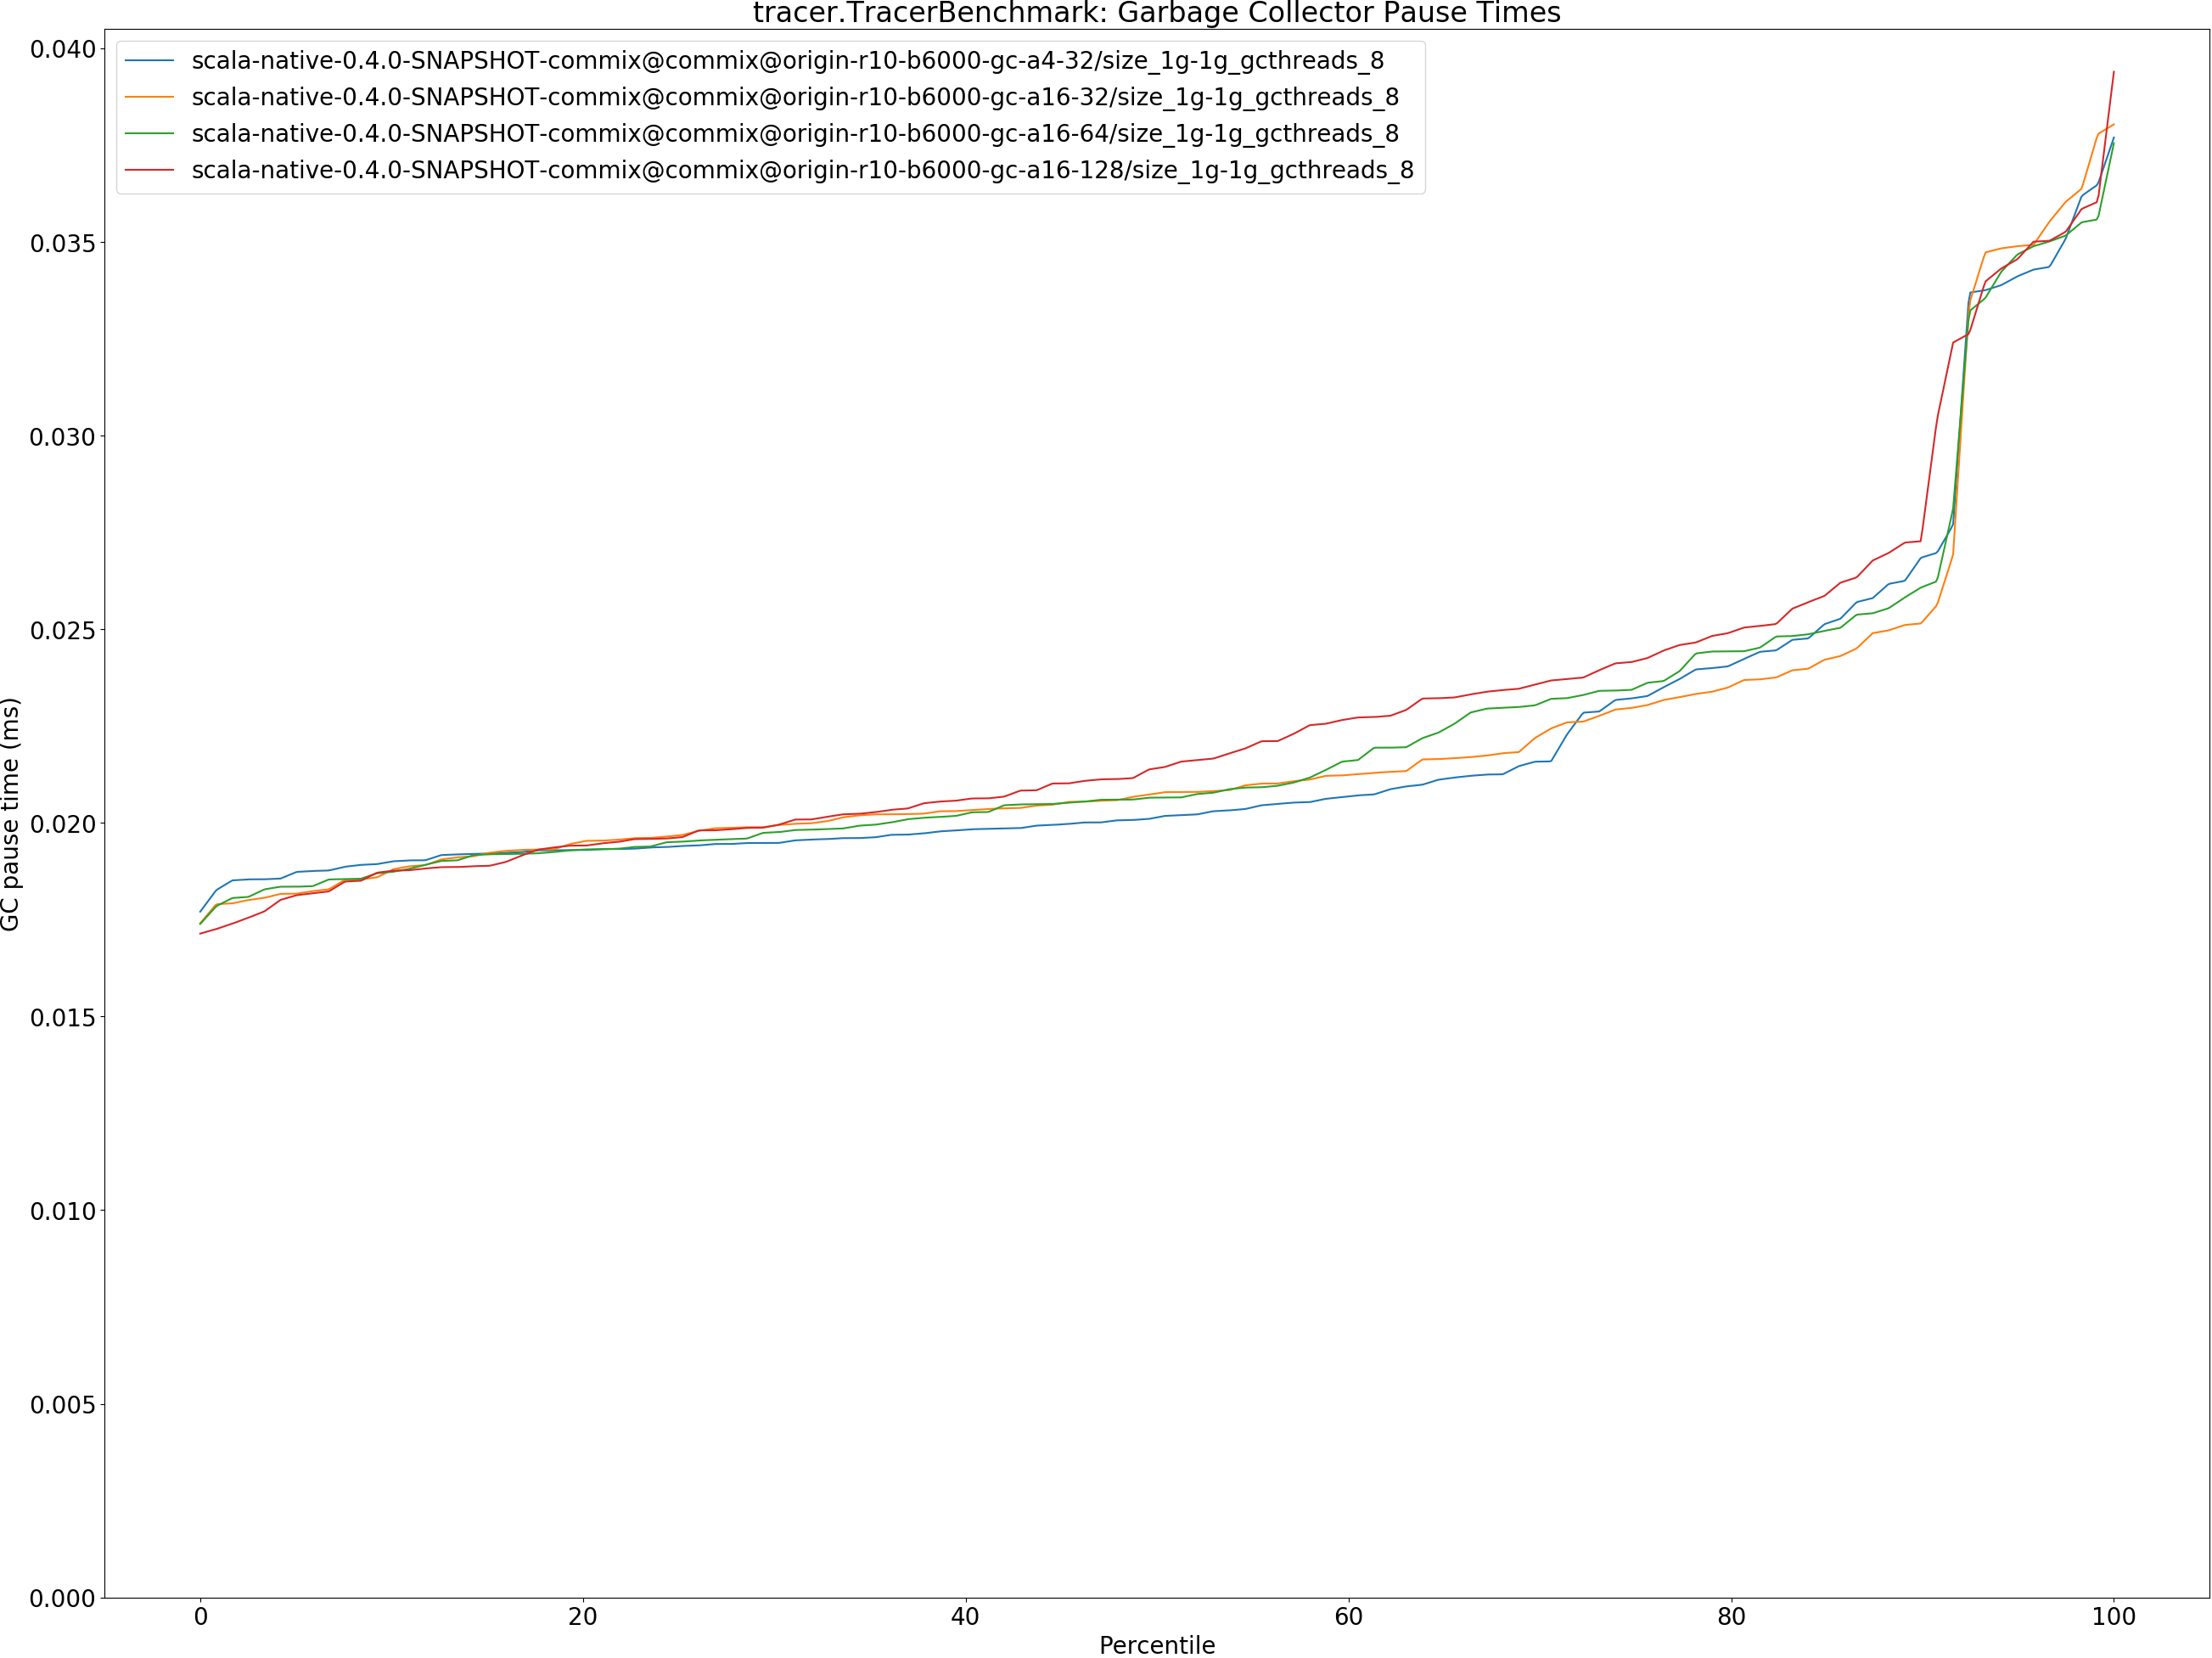 tracer.TracerBenchmark: Garbage Collector Pause Times
scala-native-0.4.0-SNAPSHOT-commix@commix@origin-r10-b6000-gc-a4-32/size_1g-1g_gcthreads_8
scala-native-0.4.0-SNAPSHOT-commix@commix@origin-r10-b6000-gc-a16-32/size_1g-1g_gcthreads_8
scala-native-0.4.0-SNAPSHOT-commix@commix@origin-r10-b6000-gc-a16-64/size_1g-1g_gcthreads_8
scala-native-0.4.0-SNAPSHOT-commix@commix@origin-r10-b6000-gc-a16-128/size_1g-1g_gcthreads_8
GC pause time (ms)
0.040
0.035
0.030
0.025
0.020
0.015
0.010
0.005
0.000
0 20 40 60 80 100
Percentile